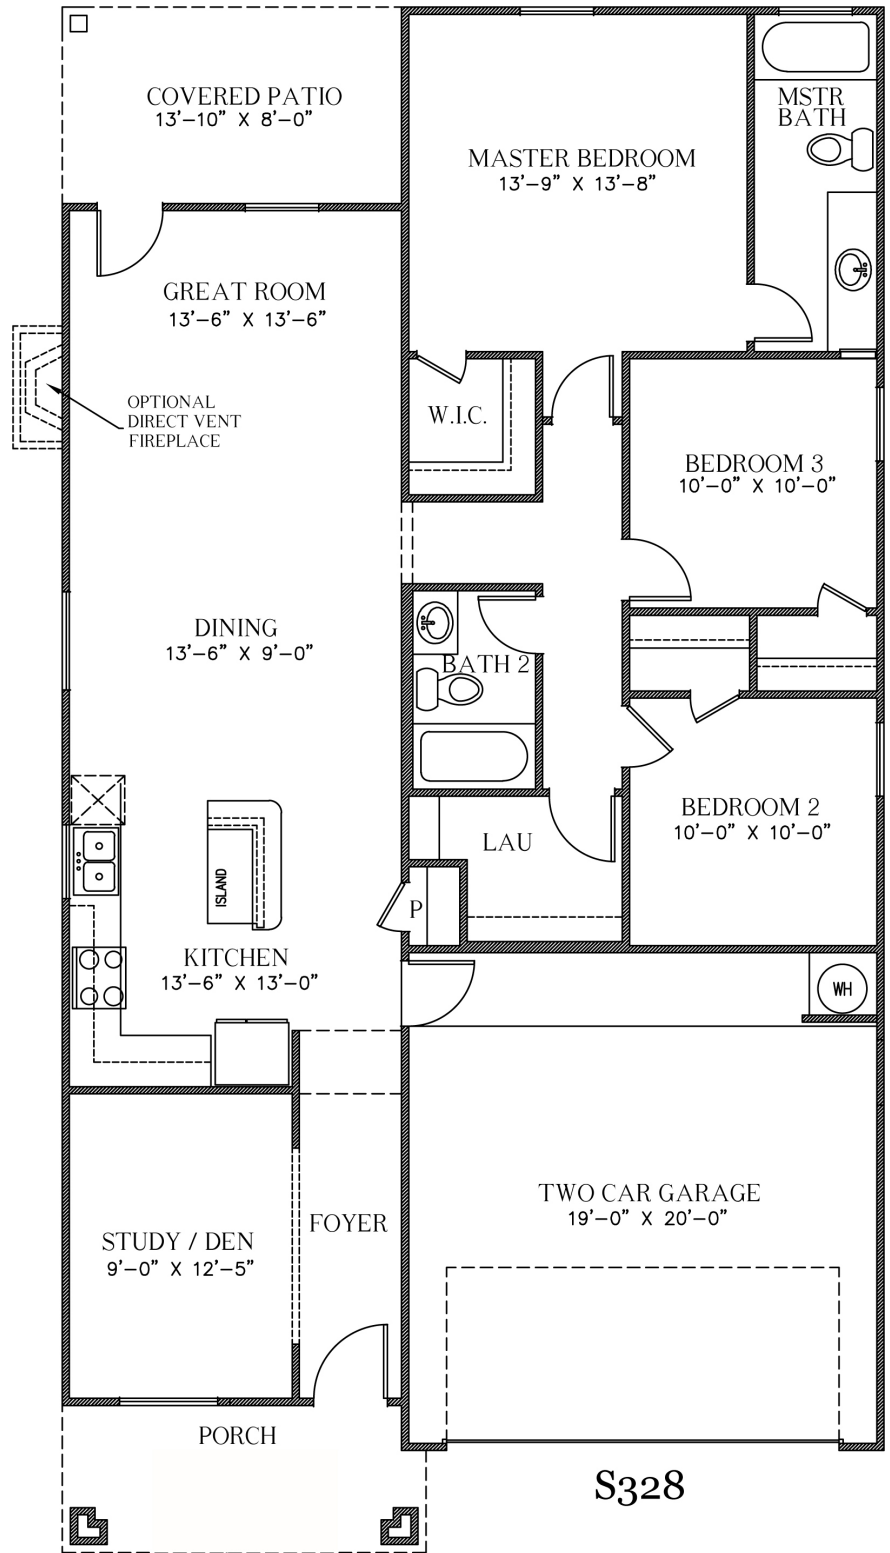 COVERED PATIO
13'-10" X 8'-0"
MSTR
BATH
MASTER BEDROOM
13'-9" X 13'-8"
GREAT ROOM
13'-6" X 13'-6"
OPTIONAL
DIRECT VENT
FIREPLACE
W.I.C.
BEDROOM 3
10'-0" X 10'-0"
DINING
13'-6" X 9'-0"
BATH 2
BEDROOM 2
10'-0" X 10'-0"
LAU
ISLAND
P
KITCHEN
13'-6" X 13'-0"
WH
TWO CAR GARAGE
19'-0" X 20'-0"
FOYER
STUDY / DEN
9'-0" X 12'-5"
PORCH
S328